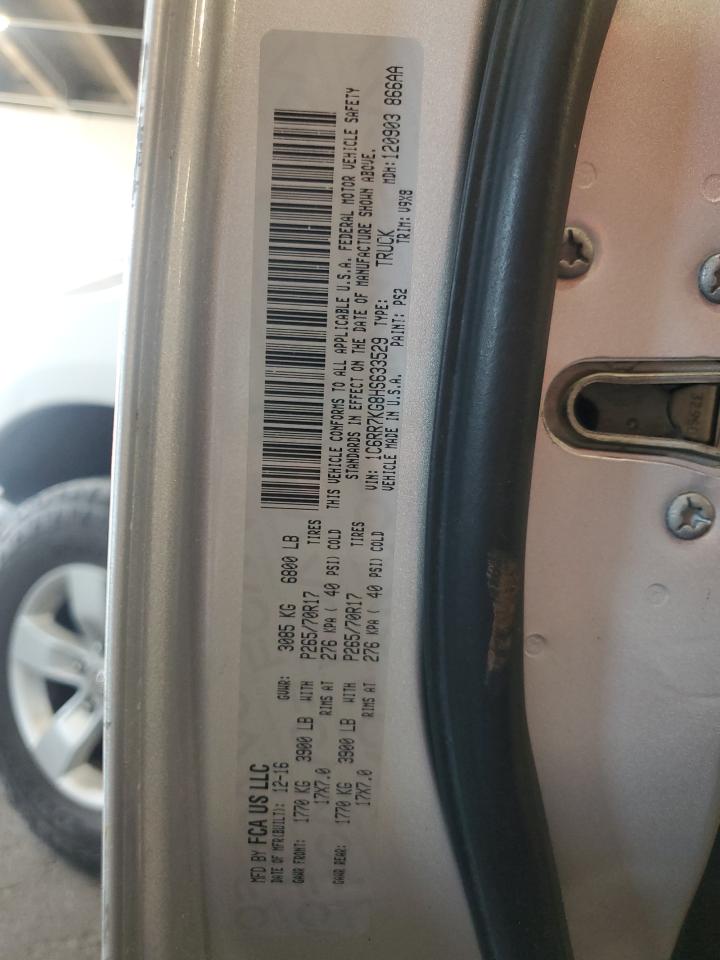 MFD BY FCA US LLC
DATE OF MFR(BUILT): 12-16 GVWR: 3085 KG 6800 LB
GAWR FRONT: 1770 KG 3900 LB WITH P265/70R17 TIRES
17X7.0 RIMS AT 276 KPA ( 40 PSI) COLD
GAWR REAR: 1770 KG 3900 LB WITH P265/70R17 TIRES
17X7.0 RIMS AT 276 KPA ( 40 PSI) COLD
THIS VEHICLE CONFORMS TO ALL APPLICABLE U.S.A. FEDERAL MOTOR VEHICLE SAFETY
STANDARDS IN EFFECT ON THE DATE OF MANUFACTURE SHOWN ABOVE.
VIN: 1C6RR7KG8HS633529 TYPE: TRUCK MDH: 120903 866AA
VEHICLE MADE IN U.S.A. PAINT: PS2 TRIM: V9X8